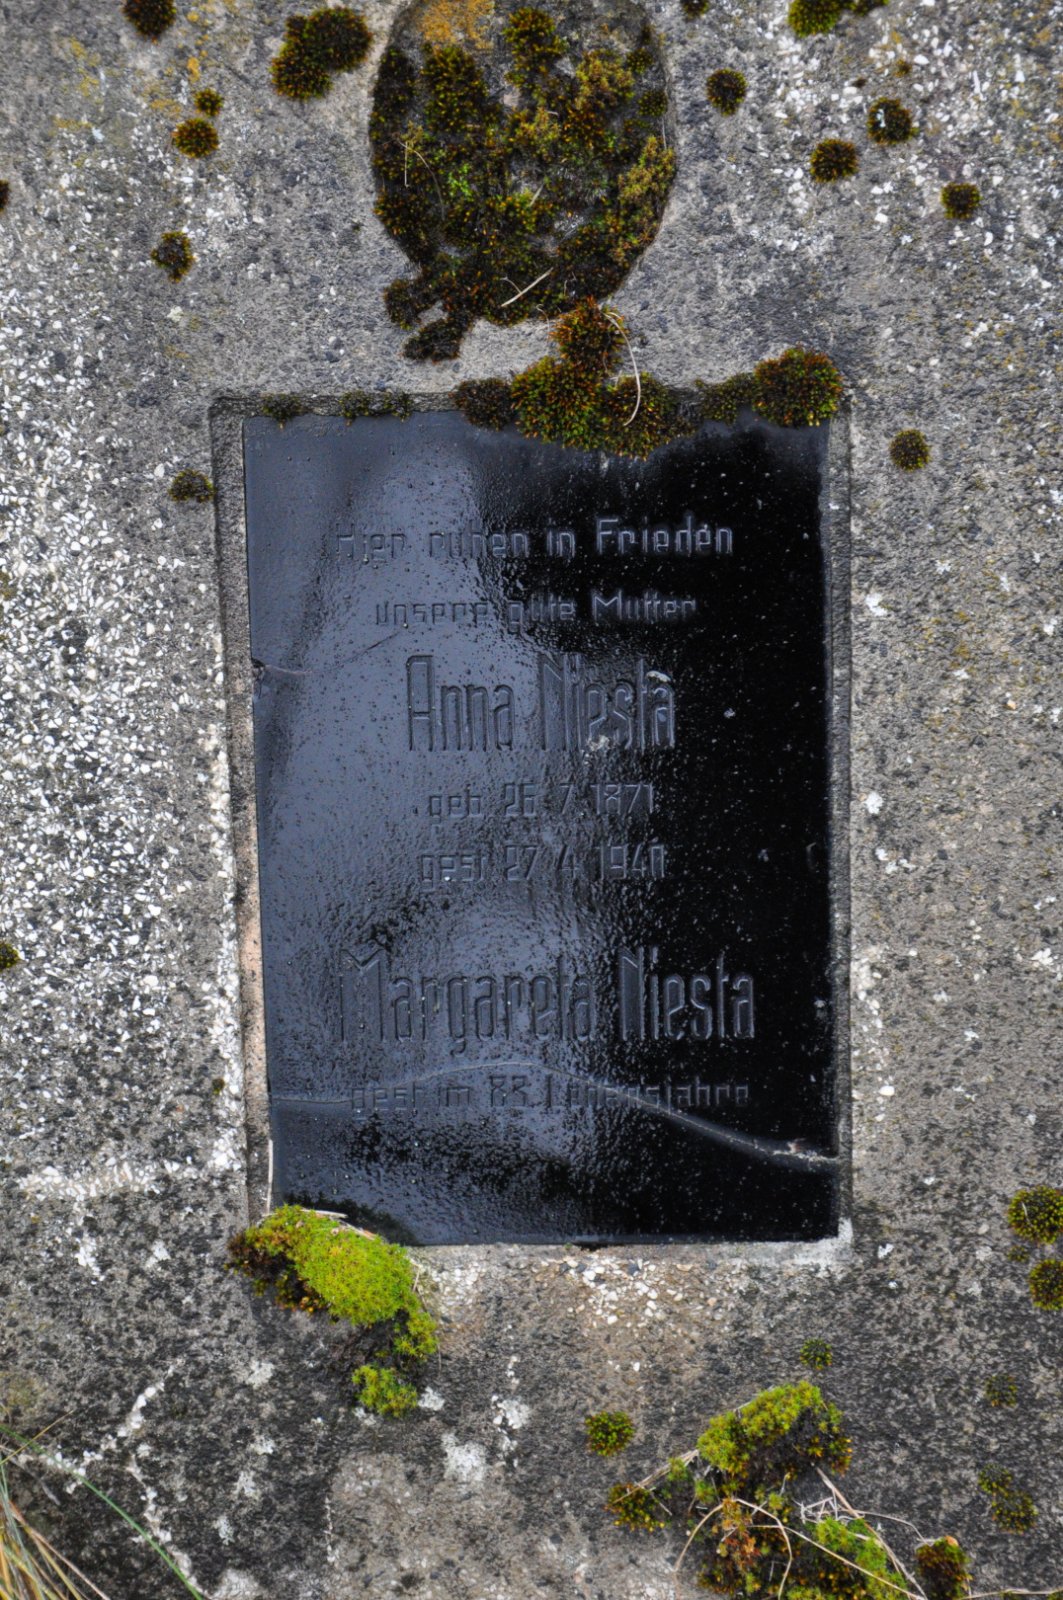 Hier ruhen in Frieden
unsere gute Mutter
Anna Niesta
geb. 26.7.1871
gest. 27.4.1940
Margareta Niesta
gest. im 88. Lebensjahre